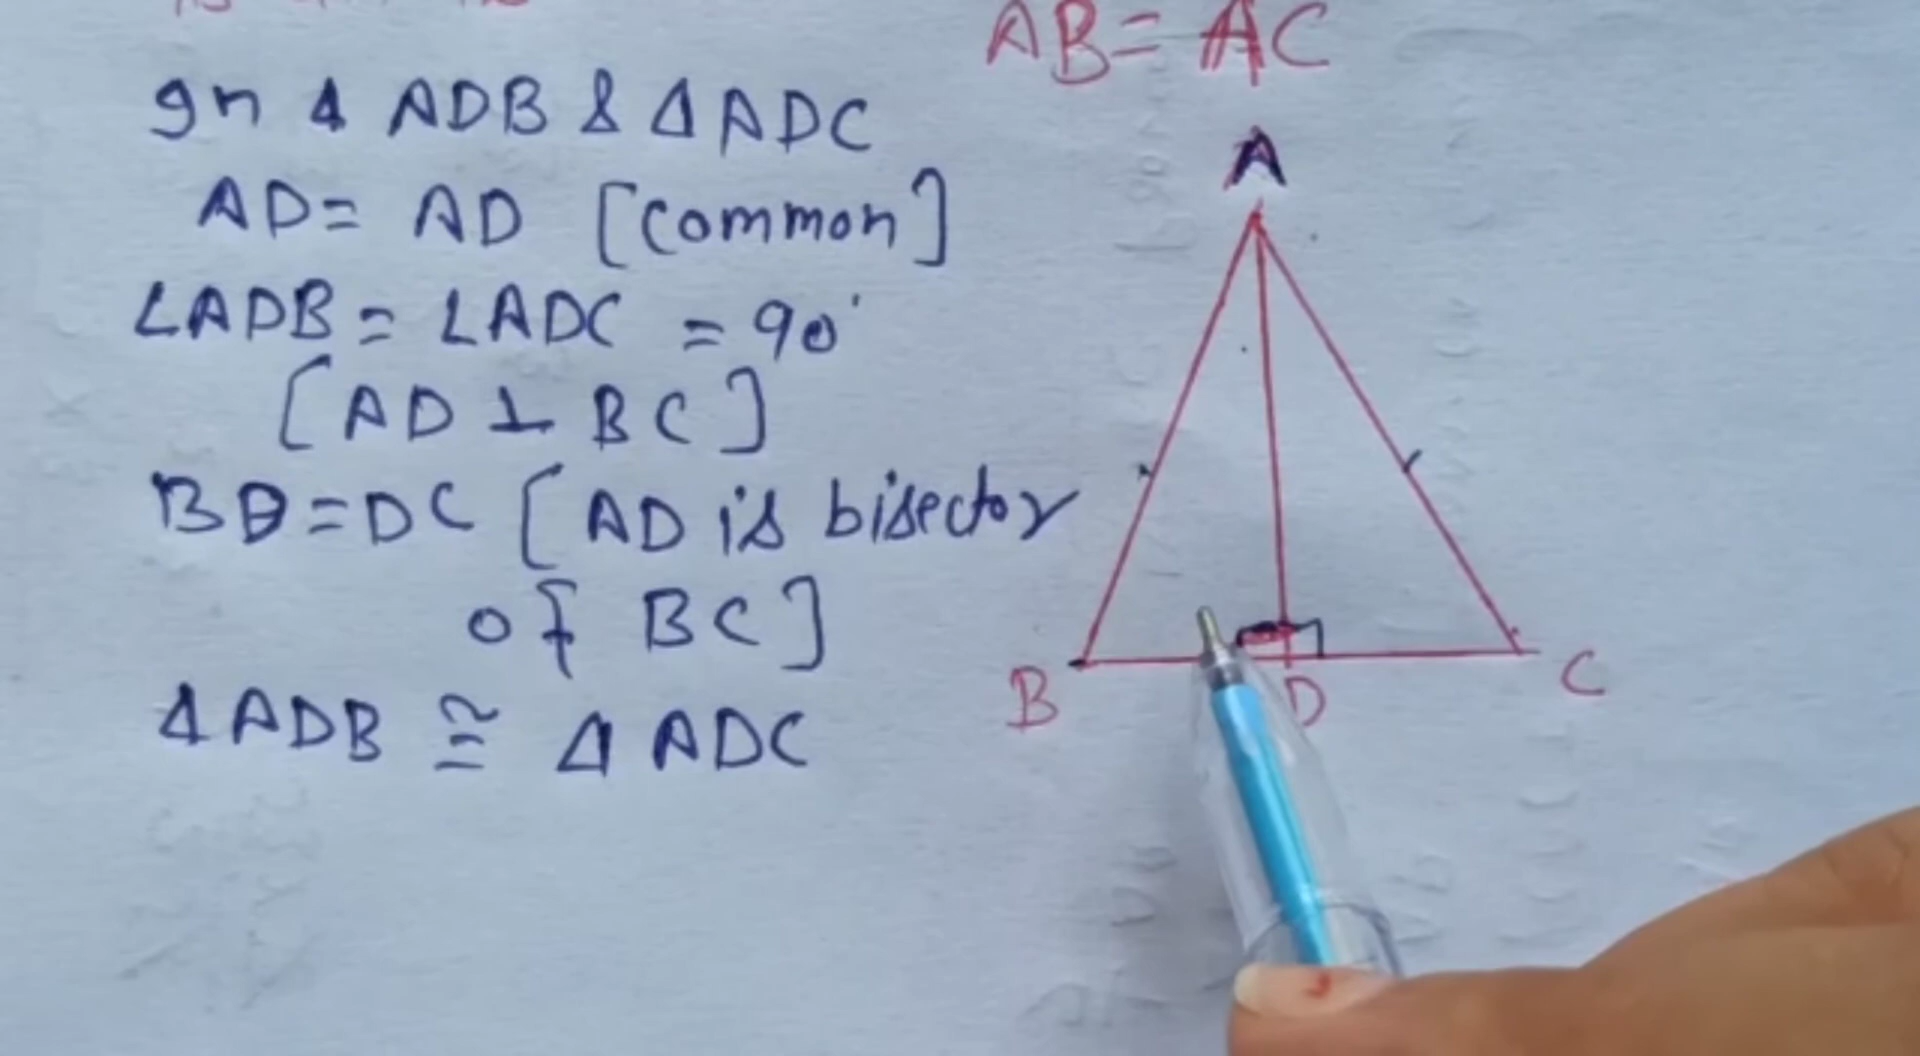 AB = AC
In Δ ADB & Δ ADC
AD = AD [common]
∠ADB = ∠ADC = 90°
[AD ⊥ BC]
BD = DC [AD is bisector
of BC]
Δ ADB ≅ Δ ADC
A
B
D
C